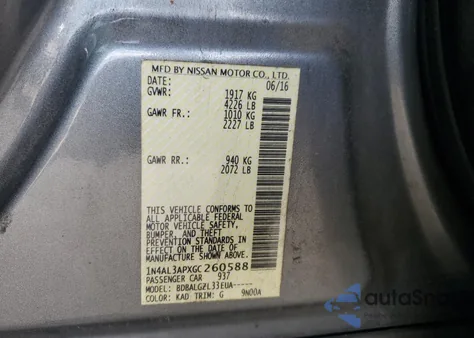 MFD BY NISSAN MOTOR CO., LTD.
DATE: 06/16
GVWR: 1917 KG
4226 LB
GAWR FR.: 1010 KG
2227 LB
GAWR RR.: 940 KG
2072 LB
THIS VEHICLE CONFORMS TO
ALL APPLICABLE FEDERAL
MOTOR VEHICLE SAFETY,
BUMPER, AND THEFT
PREVENTION STANDARDS IN
EFFECT ON THE DATE OF
MANUFACTURE SHOWN ABOVE.
1N4AL3APXGC260588
PASSENGER CAR 937
MODEL: BDBALGZL33EUA-----
COLOR: KAD TRIM: G 9N00A